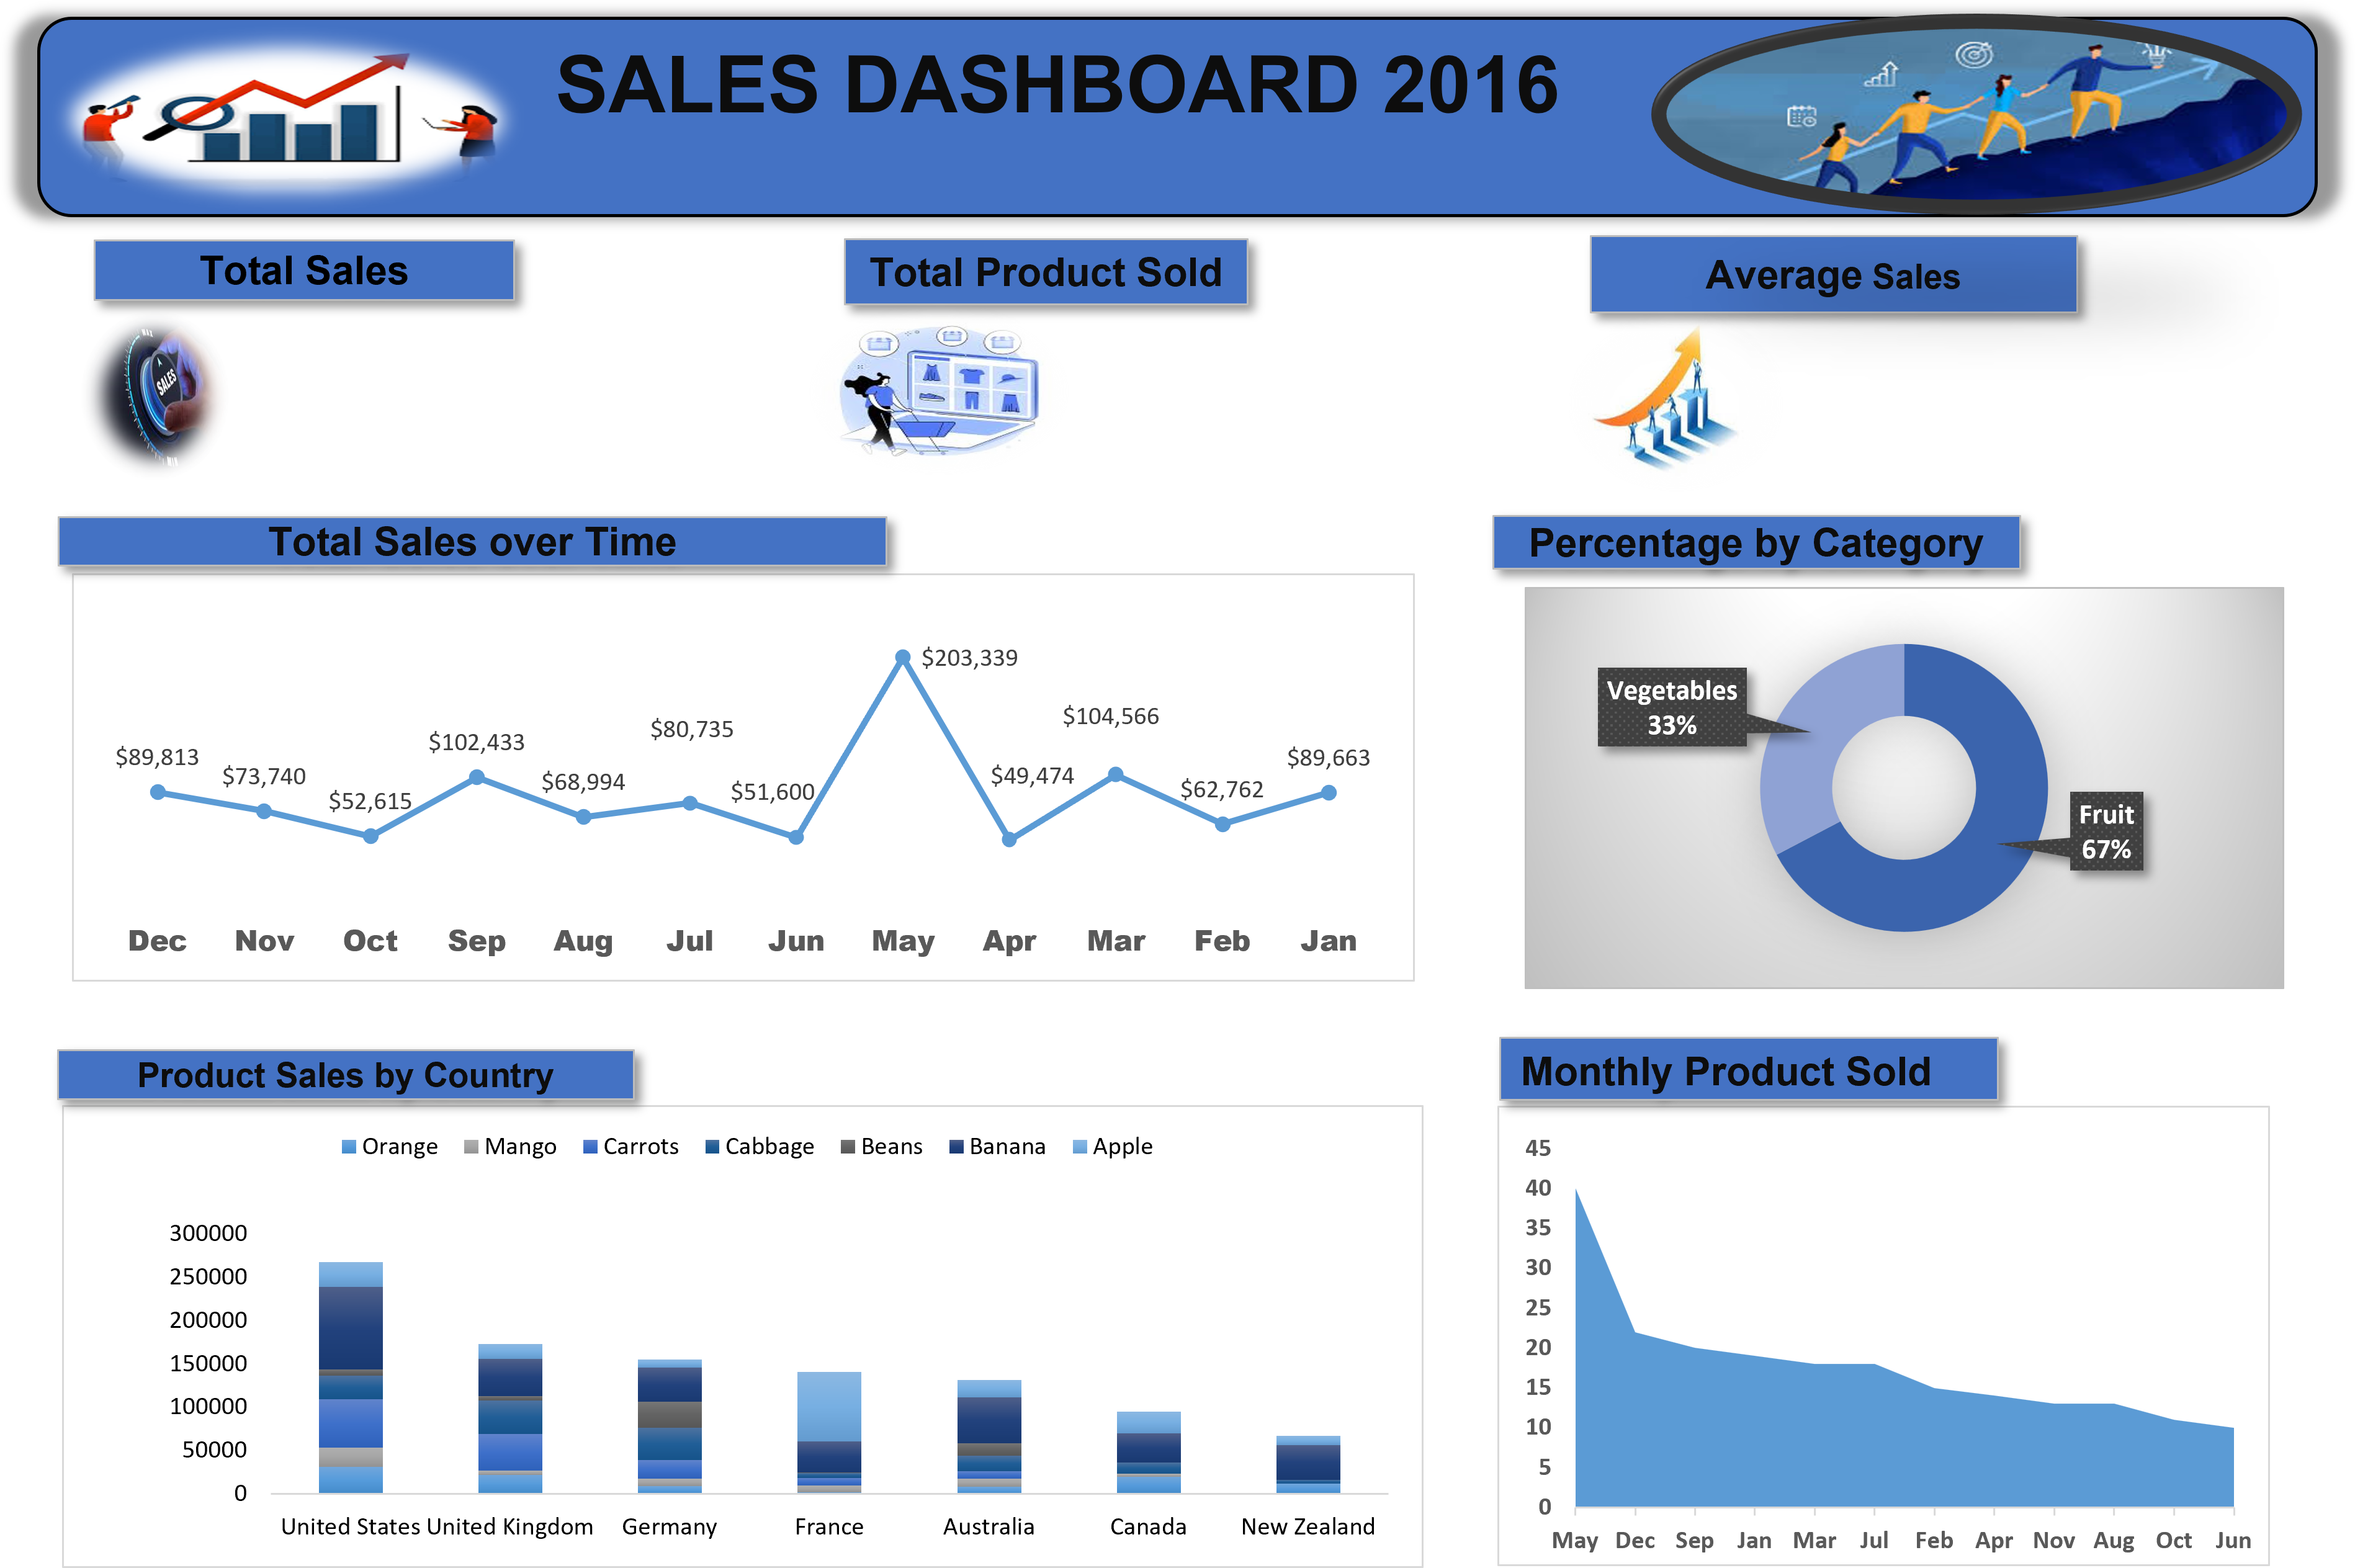 SALES DASHBOARD 2016
Total Sales
Total Product Sold
Average Sales
SALES
Total Sales over Time
Percentage by Category
$89,813
$73,740
$52,615
$102,433
$68,994
$80,735
$51,600
$203,339
$49,474
$104,566
$62,762
$89,663
Dec Nov Oct Sep Aug Jul Jun May Apr Mar Feb Jan
Vegetables
33%
Fruit
67%
Product Sales by Country
Orange Mango Carrots Cabbage Beans Banana Apple
300000
250000
200000
150000
100000
50000
0
United States United Kingdom Germany France Australia Canada New Zealand
Monthly Product Sold
45
40
35
30
25
20
15
10
5
0
May Dec Sep Jan Mar Jul Feb Apr Nov Aug Oct Jun